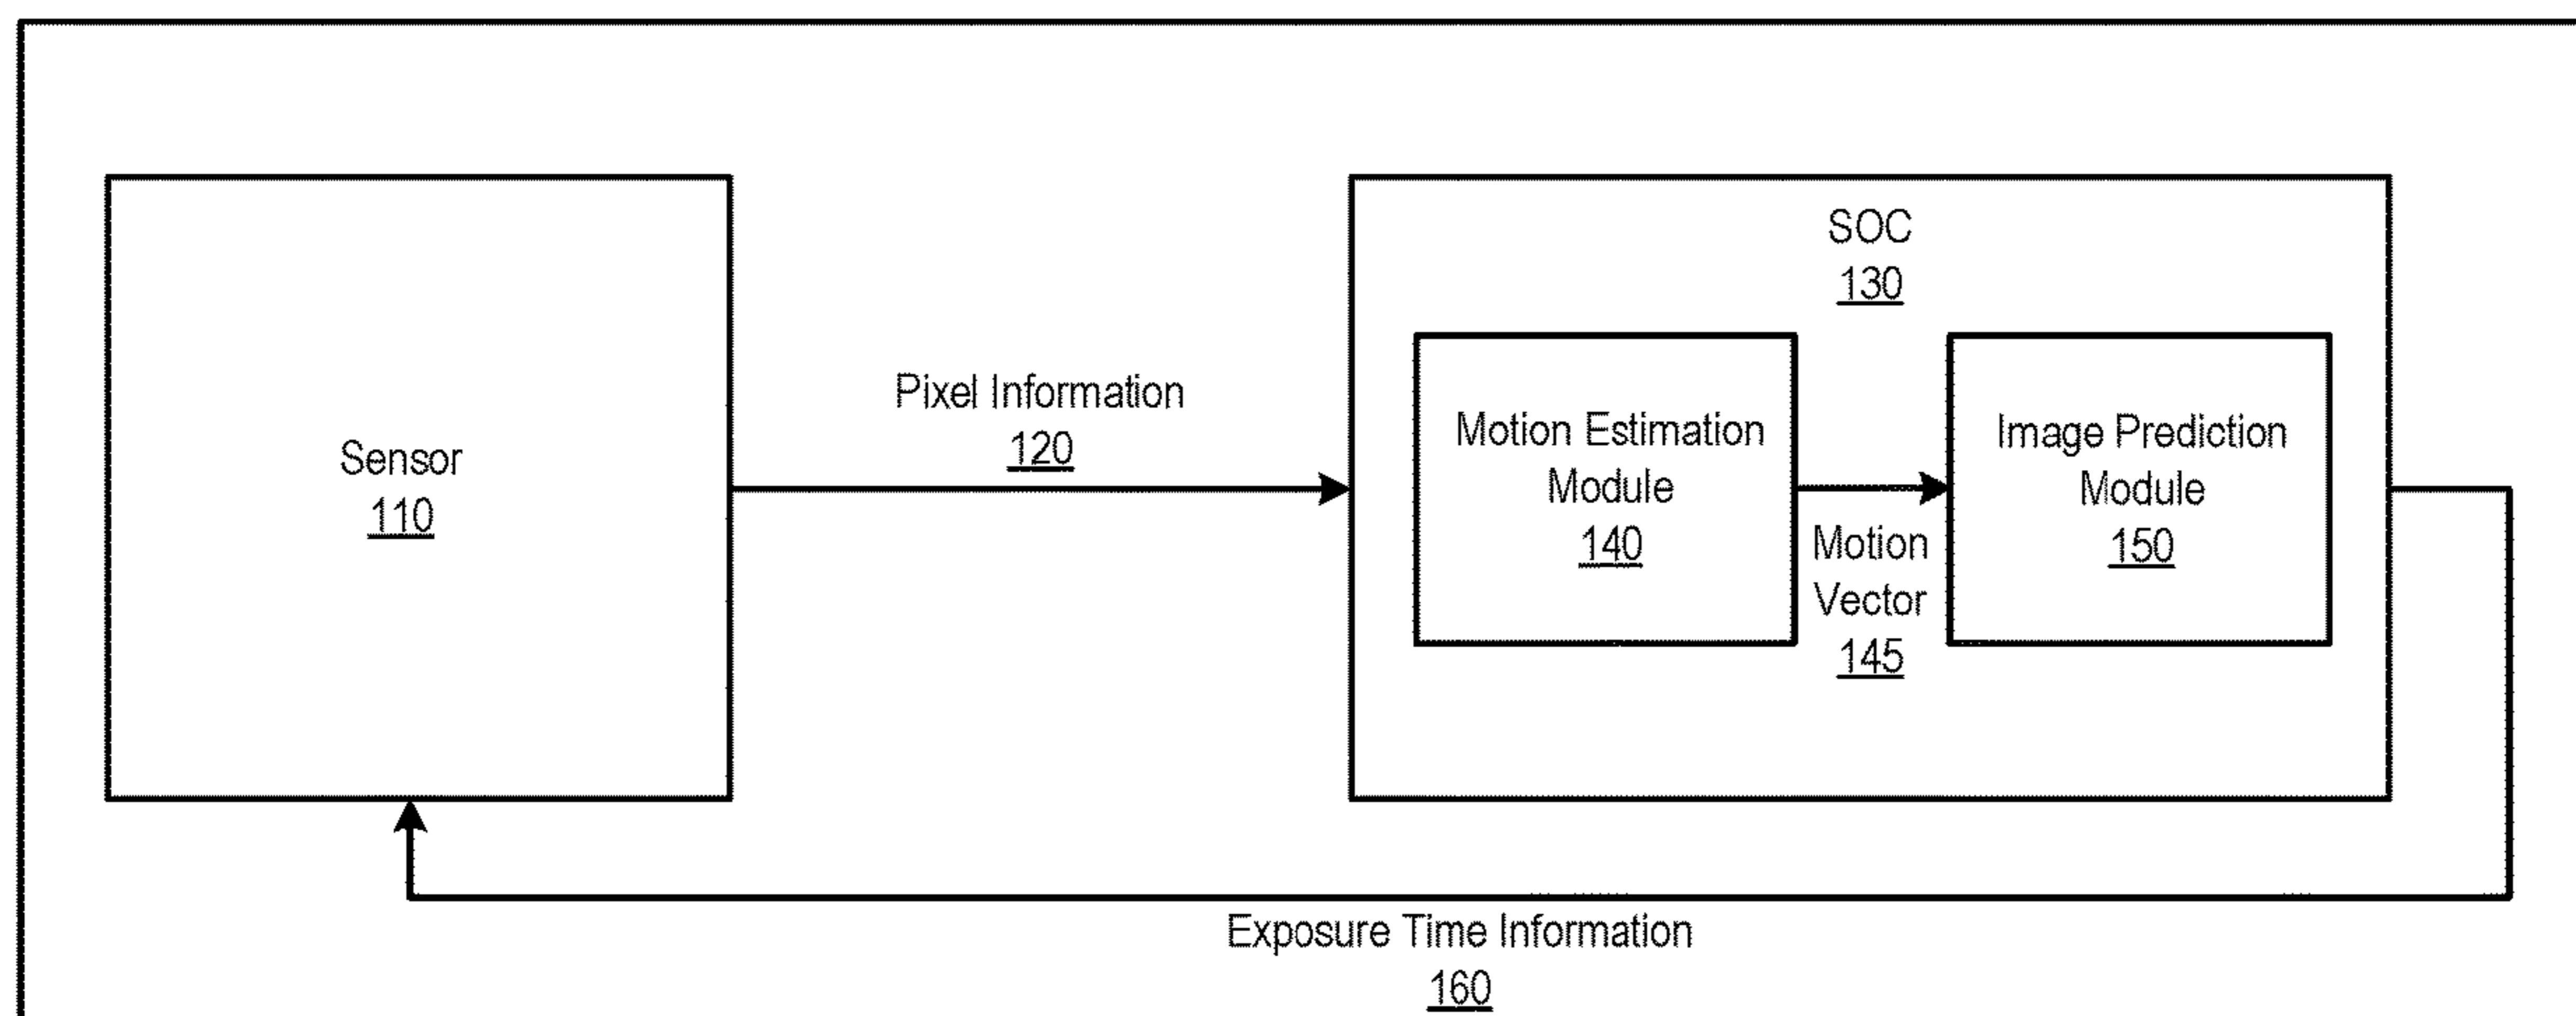 Sensor
110
Pixel Information
120
SOC
130
Motion Estimation
Module
140
Motion
Vector
145
Image Prediction
Module
150
Exposure Time Information
160